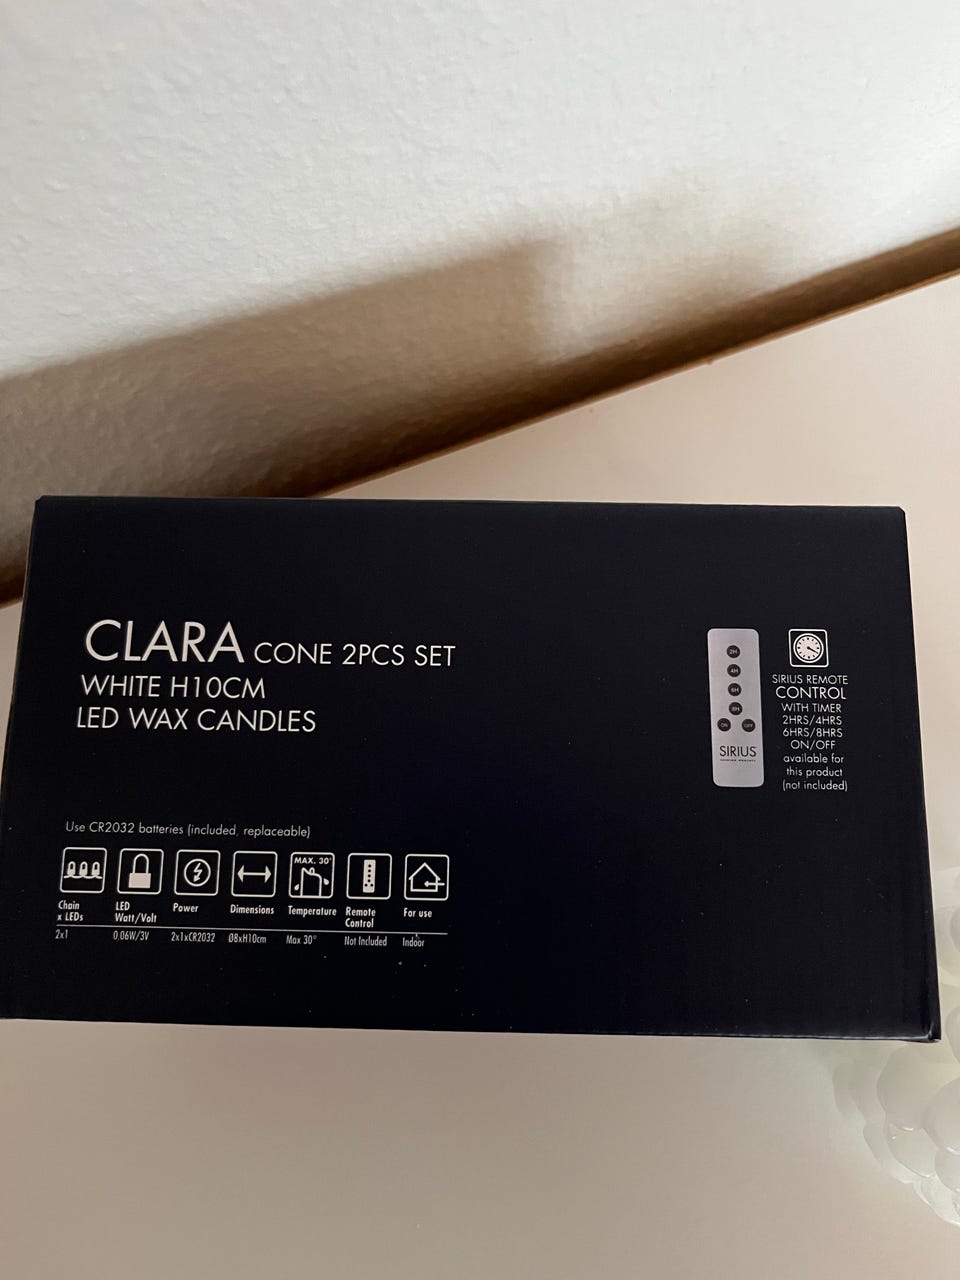 CLARA CONE 2PCS SET
WHITE H10CM
LED WAX CANDLES
2H
4H
6H
8H
ON OFF
SIRIUS
SIRIUS REMOTE
CONTROL
WITH TIMER
2HRS/4HRS
6HRS/8HRS
ON/OFF
available for
this product
(not included)
Use CR2032 batteries (included, replaceable)
MAX. 30°
Chain x LEDs
LED Watt/Volt
Power
Dimensions
Temperature
Remote Control
For use
2x1
0,06W/3V
2x1xCR2032
Ø8xH10cm
Max 30°
Not Included
Indoor